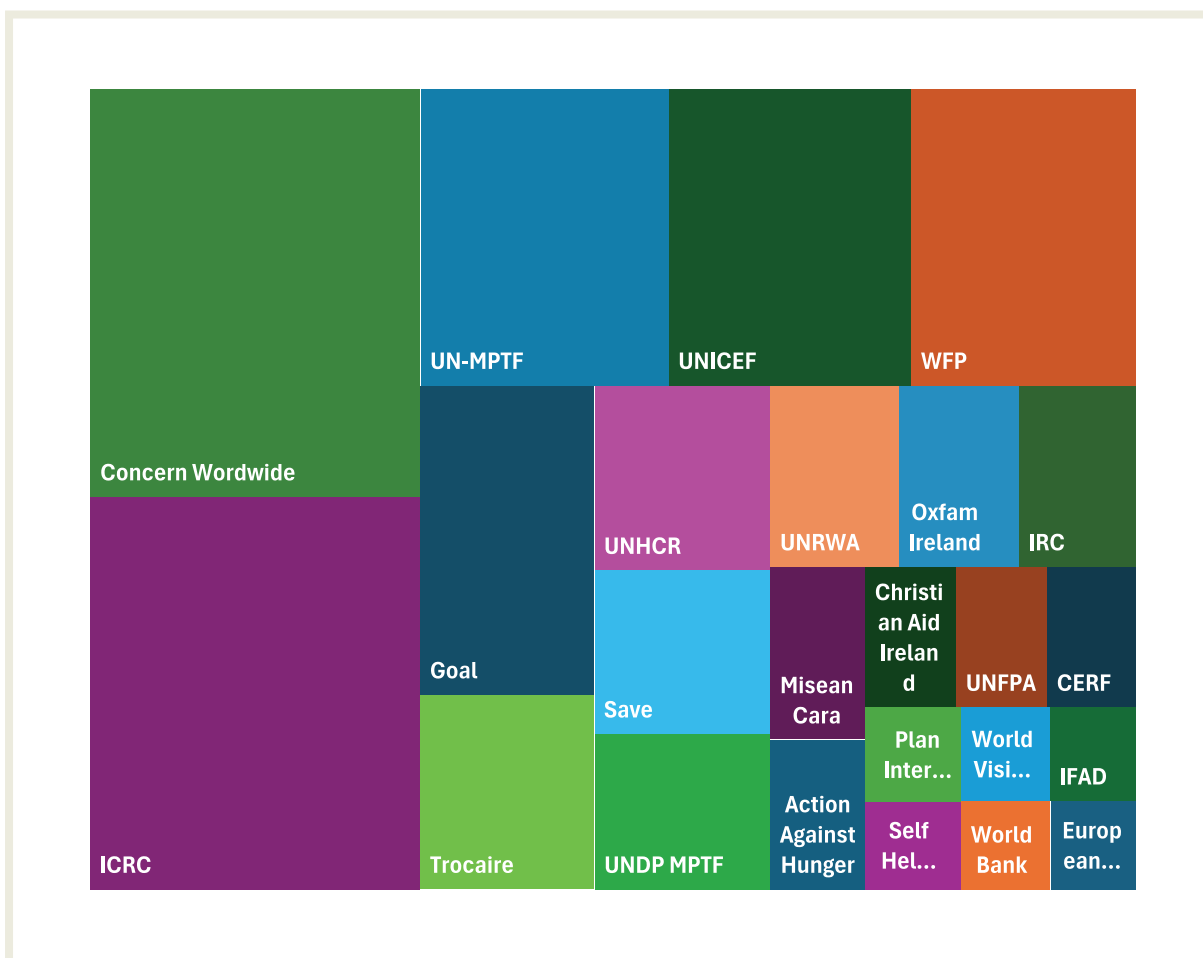 Concern Wordwide
ICRC
UN-MPTF
UNICEF
WFP
Goal
Trocaire
UNHCR
Save
UNDP MPTF
UNRWA
Oxfam
Ireland
IRC
Misean
Cara
Action
Against
Hunger
Christi
an Aid
Irelan
d
UNFPA
CERF
Plan
Inter...
World
Visi...
IFAD
Self
Hel...
World
Bank
Europ
ean...